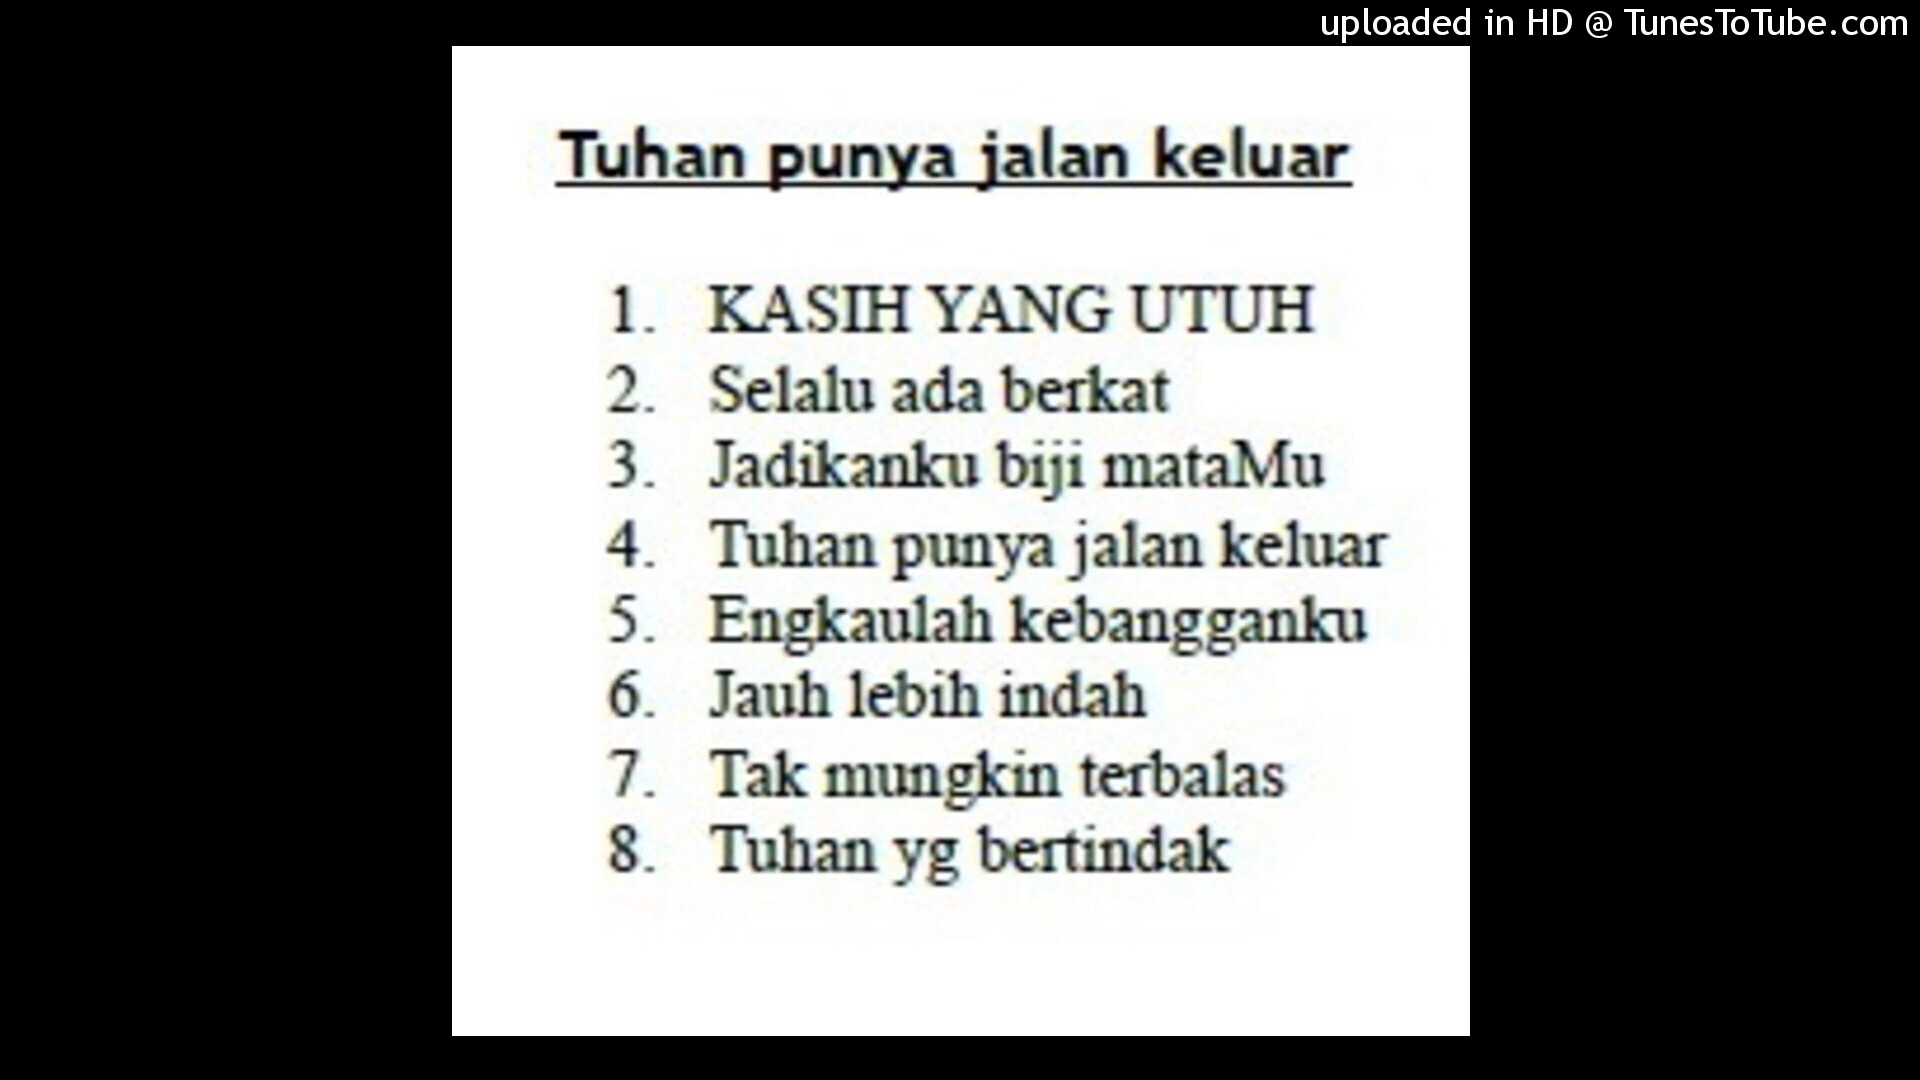 uploaded in HD @ TunesToTube.com
Tuhan punya jalan keluar
1. KASIH YANG UTUH
2. Selalu ada berkat
3. Jadikanku biji mataMu
4. Tuhan punya jalan keluar
5. Engkaulah kebangganku
6. Jauh lebih indah
7. Tak mungkin terbalas
8. Tuhan yg bertindak